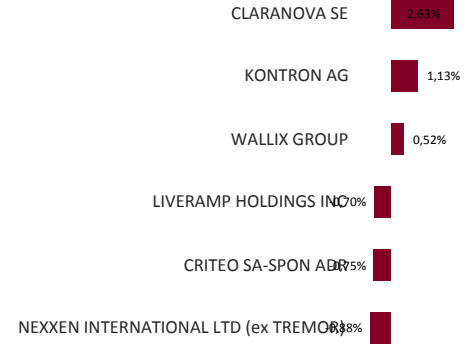 CLARANOVA SE 2,63%
KONTRON AG 1,13%
WALLIX GROUP 0,52%
LIVERAMP HOLDINGS INC -0,70%
CRITEO SA-SPON ADR -0,75%
NEXXEN INTERNATIONAL LTD (ex TREMOR) -0,88%